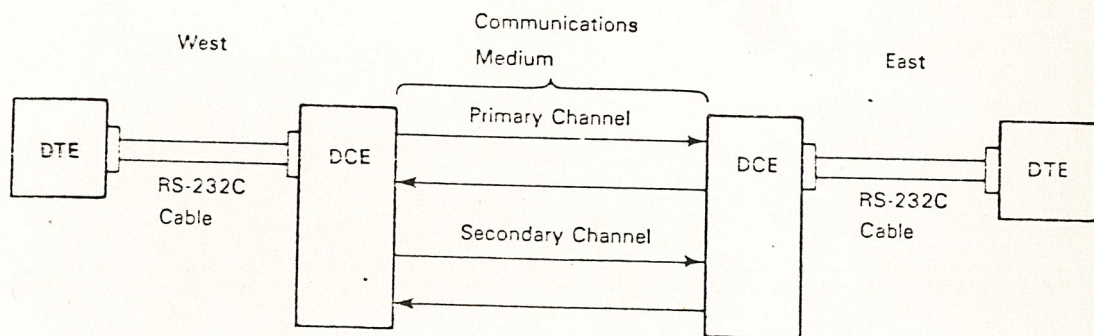 Communications
West
Medium
East
Primary Channel
DTE
DCE
DCE
DTE
RS-232C
Cable
RS-232C
Cable
Secondary Channel